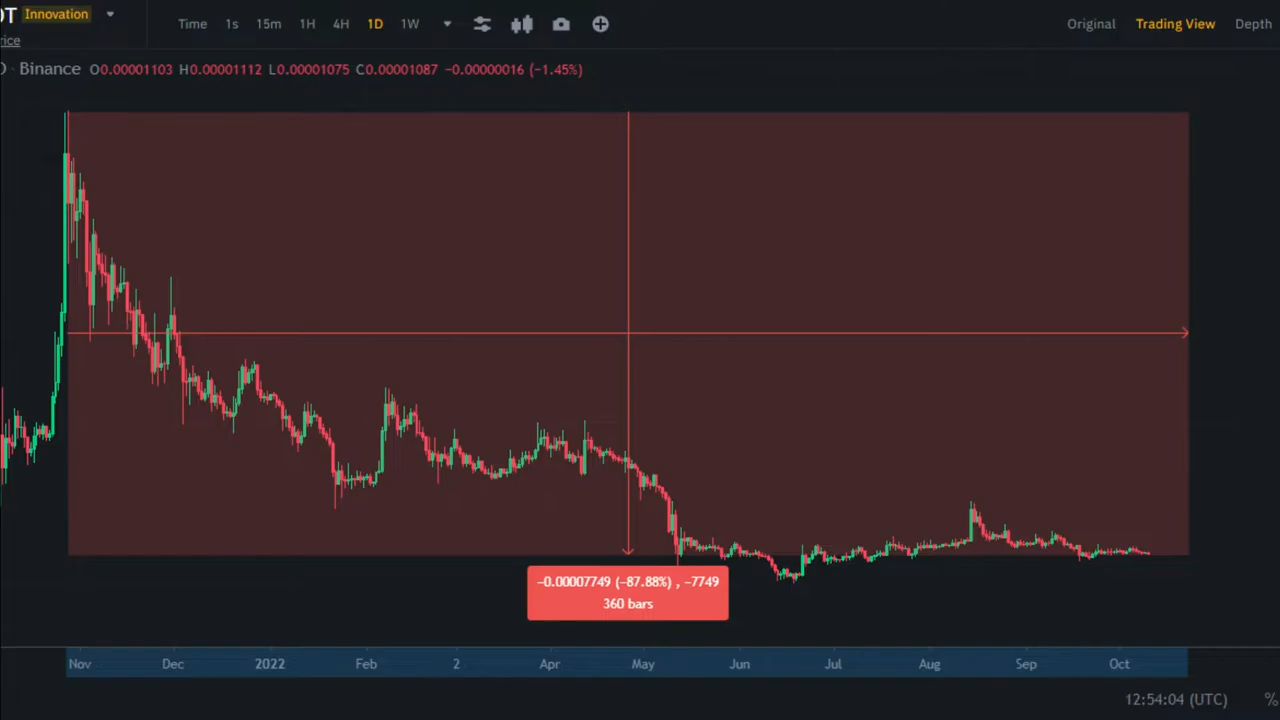 OT Innovation
Time 1s 15m 1H 4H 1D 1W
Original Trading View Depth
rice
· Binance O0.00001103 H0.00001112 L0.00001075 C0.00001087 −0.00000016 (−1.45%)
−0.00007749 (−87.88%) , −7749
360 bars
Nov Dec 2022 Feb 2 Apr May Jun Jul Aug Sep Oct
12:54:04 (UTC) %